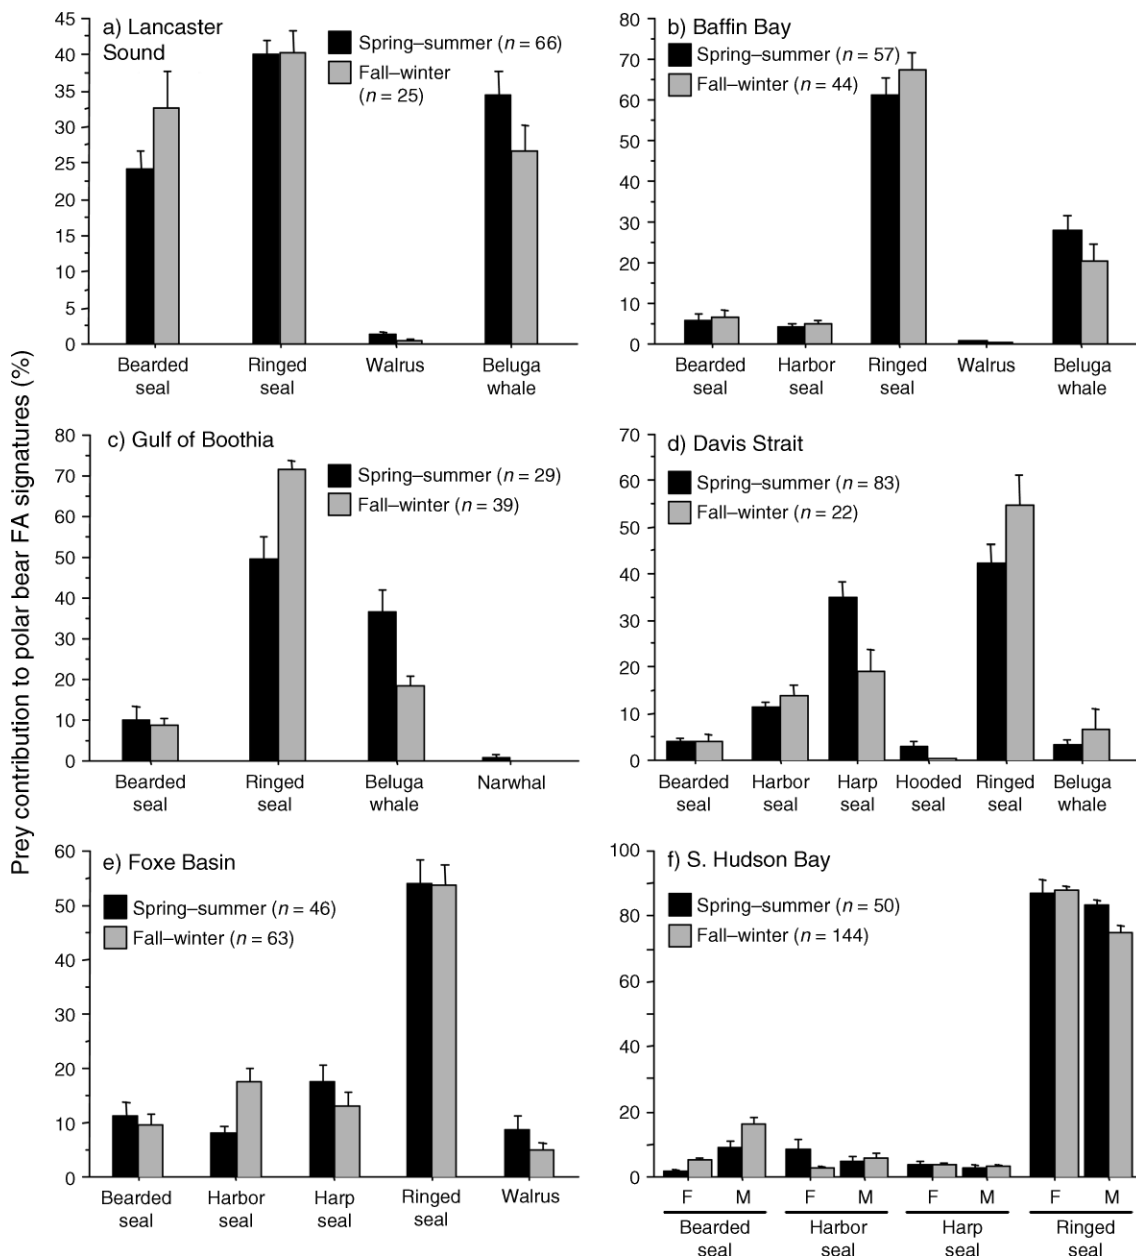 Prey contribution to polar bear FA signatures (%)
a) Lancaster
Sound
Spring–summer (n = 66)
Fall–winter
(n = 25)
45
40
35
30
25
20
15
10
5
0
Bearded seal
Ringed seal
Walrus
Beluga whale
b) Baffin Bay
Spring–summer (n = 57)
Fall–winter (n = 44)
80
70
60
50
40
30
20
10
0
Bearded seal
Harbor seal
Ringed seal
Walrus
Beluga whale
c) Gulf of Boothia
Spring–summer (n = 29)
Fall–winter (n = 39)
80
70
60
50
40
30
20
10
0
Bearded seal
Ringed seal
Beluga whale
Narwhal
d) Davis Strait
Spring–summer (n = 83)
Fall–winter (n = 22)
70
60
50
40
30
20
10
0
Bearded seal
Harbor seal
Harp seal
Hooded seal
Ringed seal
Beluga whale
e) Foxe Basin
Spring–summer (n = 46)
Fall–winter (n = 63)
60
50
40
30
20
10
0
Bearded seal
Harbor seal
Harp seal
Ringed seal
Walrus
f) S. Hudson Bay
Spring–summer (n = 50)
Fall–winter (n = 144)
100
80
60
40
20
0
F M F M F M F M
Bearded seal
Harbor seal
Harp seal
Ringed seal